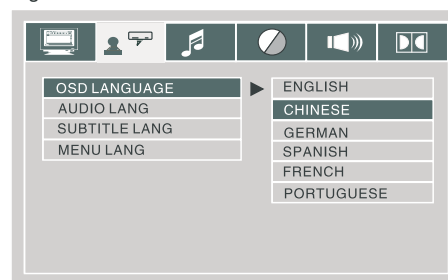 OSD LANGUAGE
AUDIO LANG
SUBTITLE LANG
MENU LANG
ENGLISH
CHINESE
GERMAN
SPANISH
FRENCH
PORTUGUESE